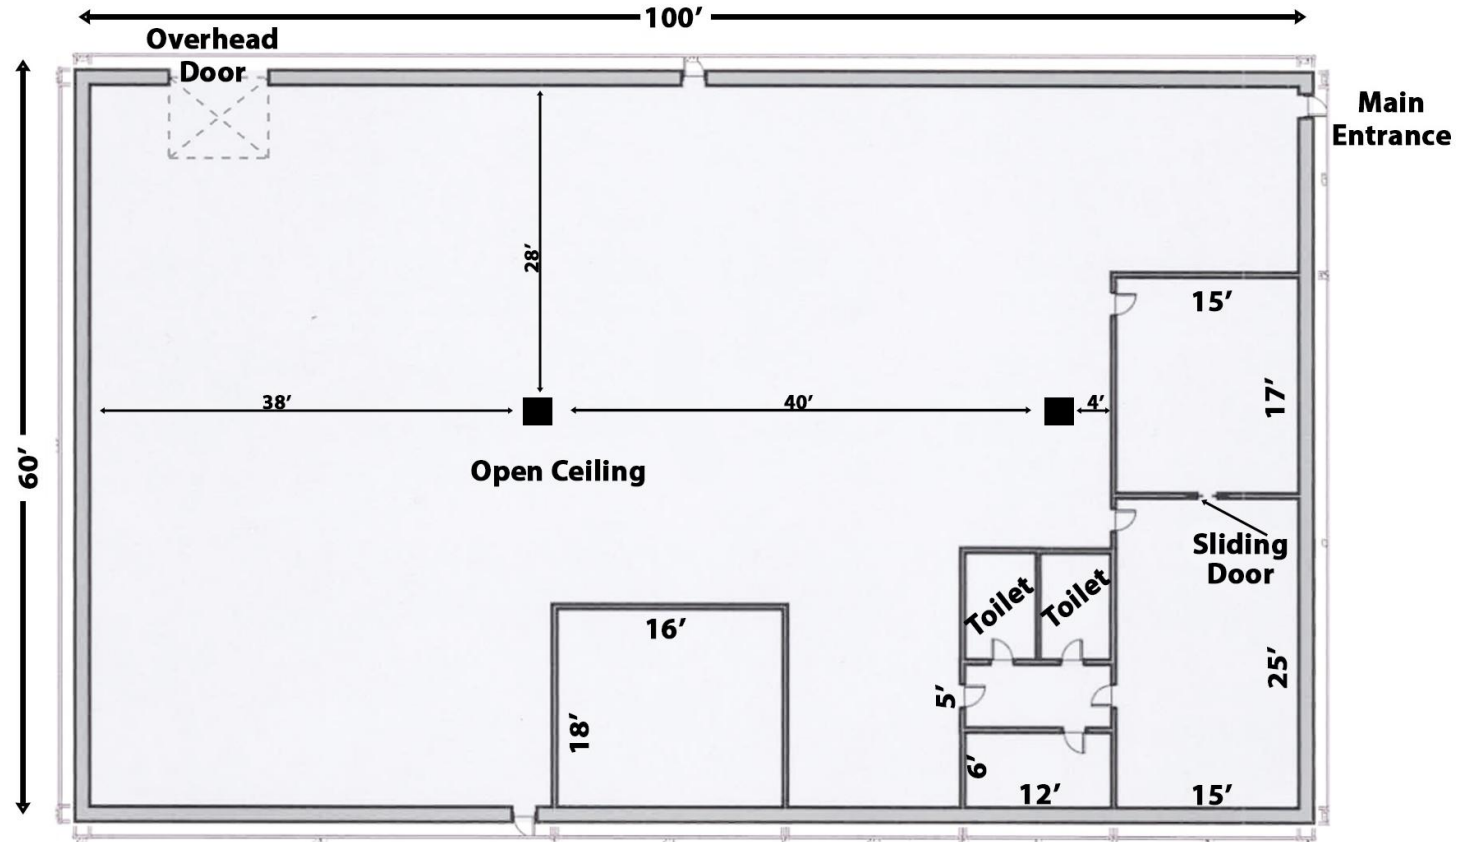 100′
Overhead
Door
Main
Entrance
28′
15′
38′
40′
4′
17′
60′
Open Ceiling
Sliding
Door
Toilet
Toilet
16′
25′
5′
18′
6′
12′
15′